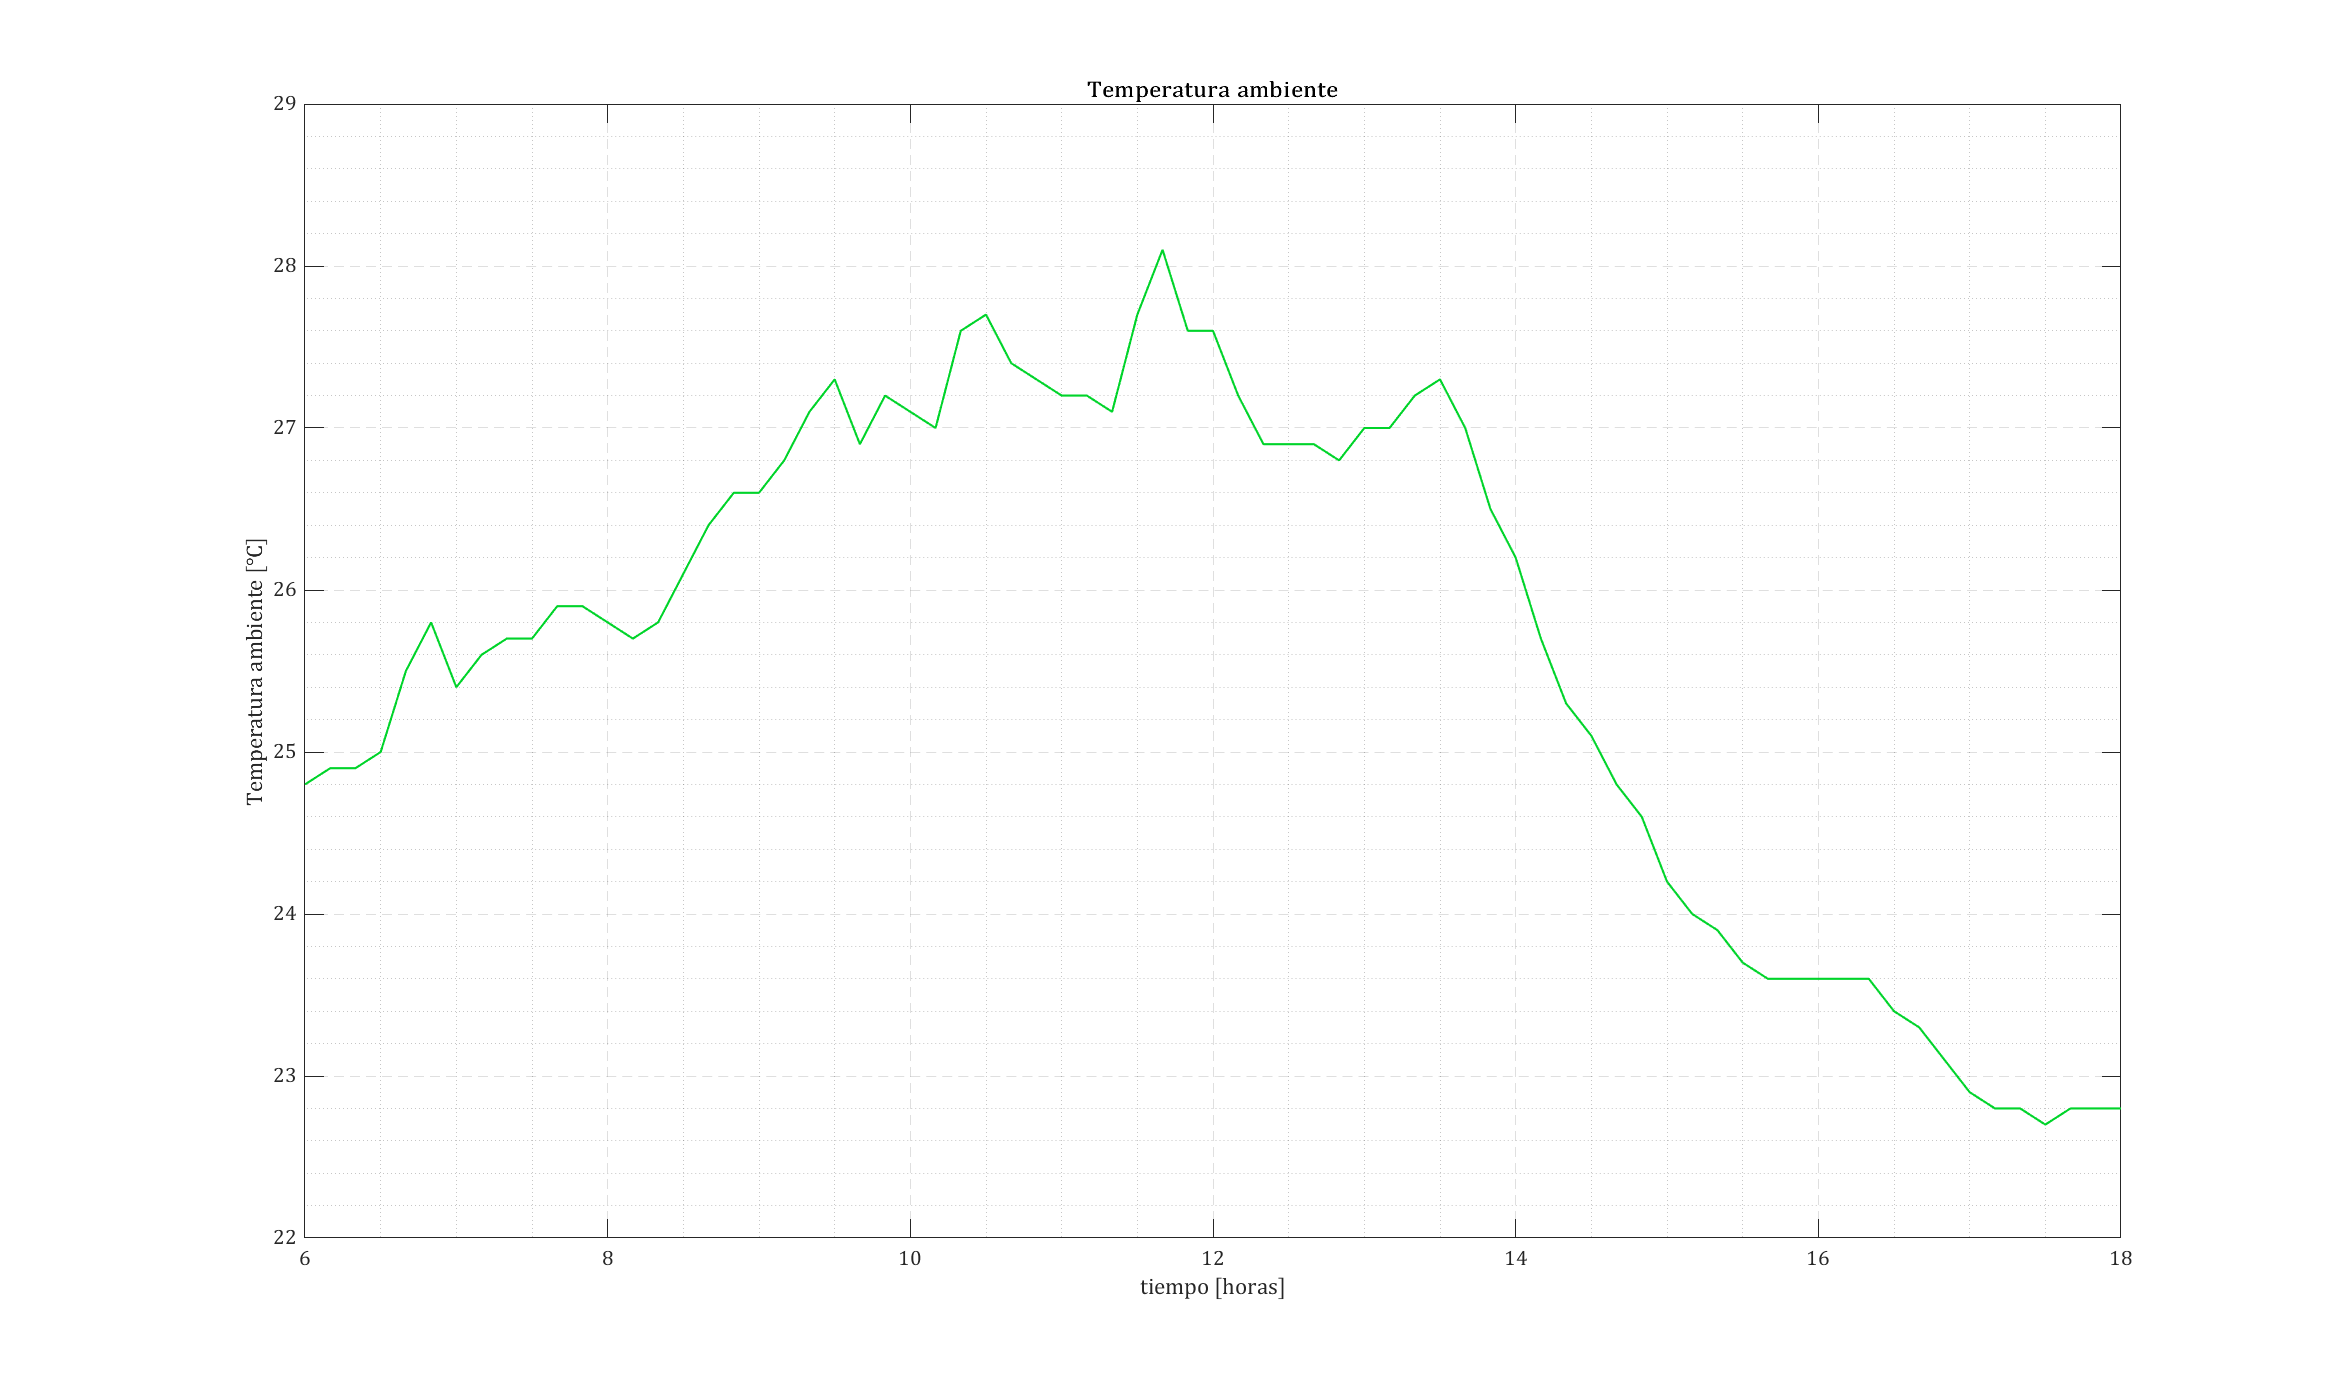 Temperatura ambiente
29
28
27
26
25
24
23
22
Temperatura ambiente [°C]
6 8 10 12 14 16 18
tiempo [horas]